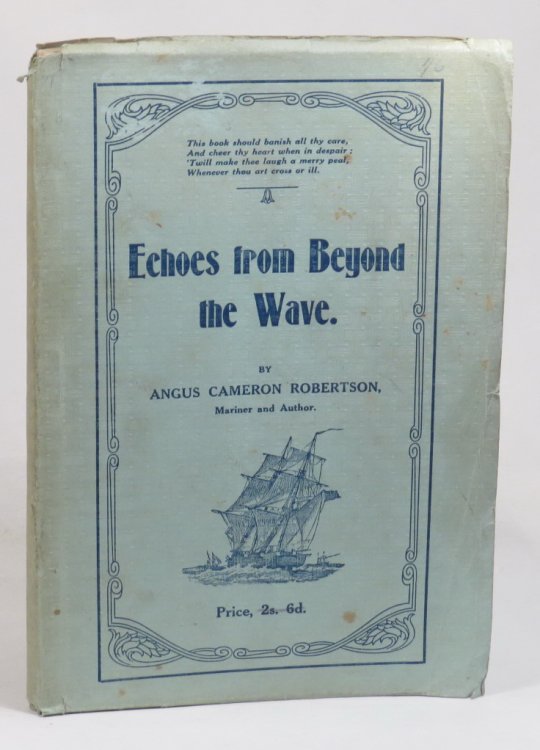 This book should banish all thy care,
And cheer thy heart when in despair;
'Twill make thee laugh a merry peal,
Whenever thou art cross or ill.
Echoes from Beyond
the Wave.
BY
ANGUS CAMERON ROBERTSON,
Mariner and Author.
Price, 2s. 6d.